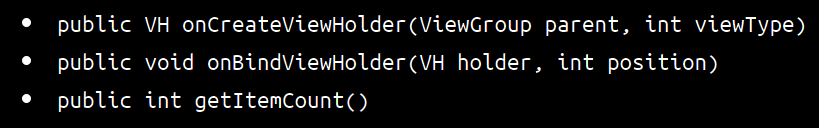 • public VH onCreateViewHolder(ViewGroup parent, int viewType)
• public void onBindViewHolder(VH holder, int position)
• public int getItemCount()